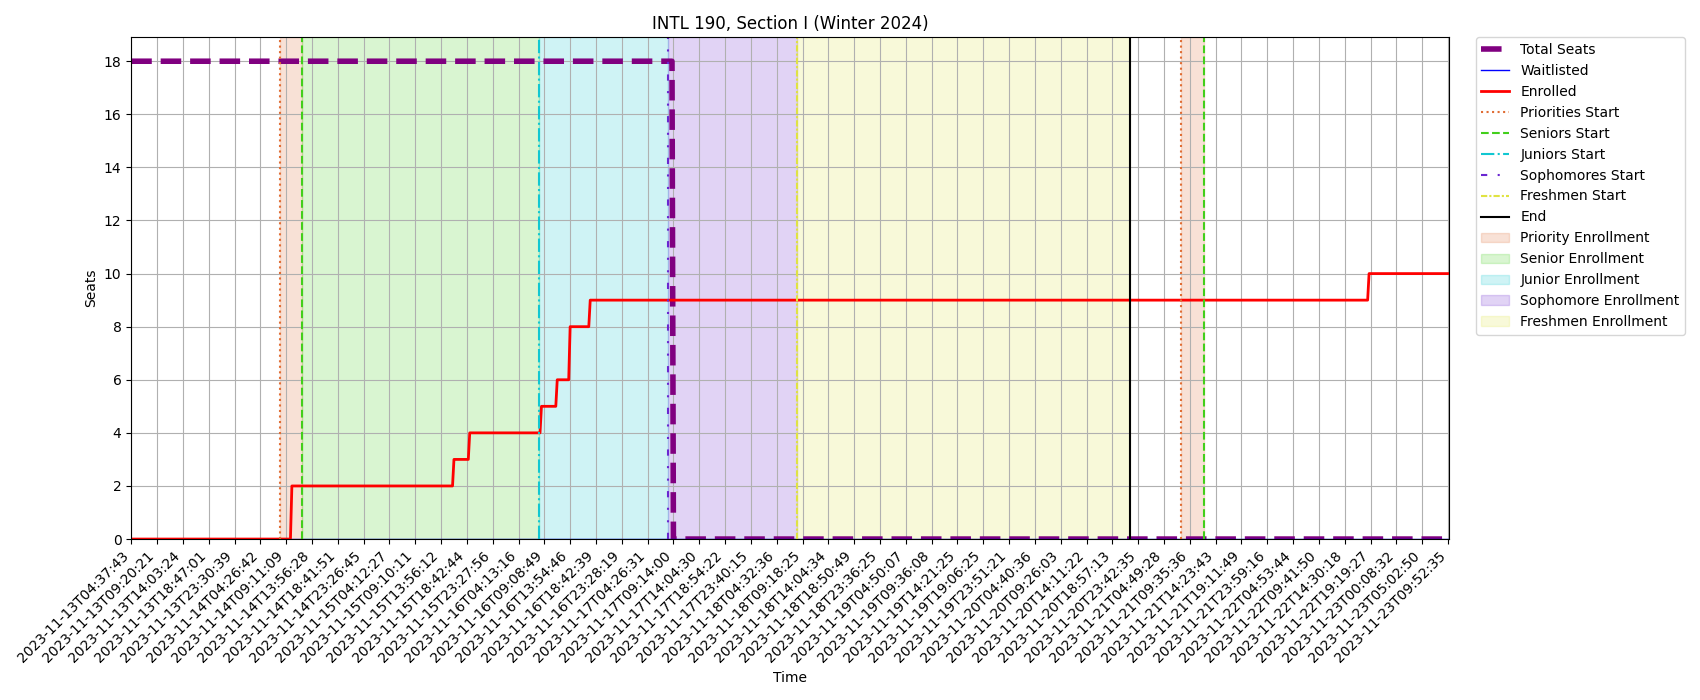 INTL 190, Section I (Winter 2024)
Seats
18
16
14
12
10
8
6
4
2
0
2023-11-13T04:37:43
2023-11-13T09:20:21
2023-11-13T14:03:24
2023-11-13T18:47:01
2023-11-13T23:30:39
2023-11-14T04:26:42
2023-11-14T09:11:09
2023-11-14T13:56:28
2023-11-14T18:41:51
2023-11-14T23:26:45
2023-11-15T04:12:27
2023-11-15T09:10:11
2023-11-15T13:56:12
2023-11-15T18:42:44
2023-11-15T23:27:56
2023-11-16T04:13:16
2023-11-16T09:08:49
2023-11-16T13:54:46
2023-11-16T18:42:39
2023-11-16T23:28:19
2023-11-17T04:26:31
2023-11-17T09:14:00
2023-11-17T14:04:30
2023-11-17T18:54:22
2023-11-17T23:40:15
2023-11-18T04:32:36
2023-11-18T09:18:25
2023-11-18T14:04:34
2023-11-18T18:50:49
2023-11-18T23:36:25
2023-11-19T04:50:07
2023-11-19T09:36:08
2023-11-19T14:21:25
2023-11-19T19:06:25
2023-11-19T23:51:21
2023-11-20T04:40:36
2023-11-20T09:26:03
2023-11-20T14:11:22
2023-11-20T18:57:13
2023-11-20T23:42:35
2023-11-21T04:49:28
2023-11-21T09:35:36
2023-11-21T14:23:43
2023-11-21T19:11:49
2023-11-21T23:59:16
2023-11-22T04:53:44
2023-11-22T09:41:50
2023-11-22T14:30:18
2023-11-22T19:19:27
2023-11-23T00:08:32
2023-11-23T05:02:50
2023-11-23T09:52:35
Time
Total Seats
Waitlisted
Enrolled
Priorities Start
Seniors Start
Juniors Start
Sophomores Start
Freshmen Start
End
Priority Enrollment
Senior Enrollment
Junior Enrollment
Sophomore Enrollment
Freshmen Enrollment